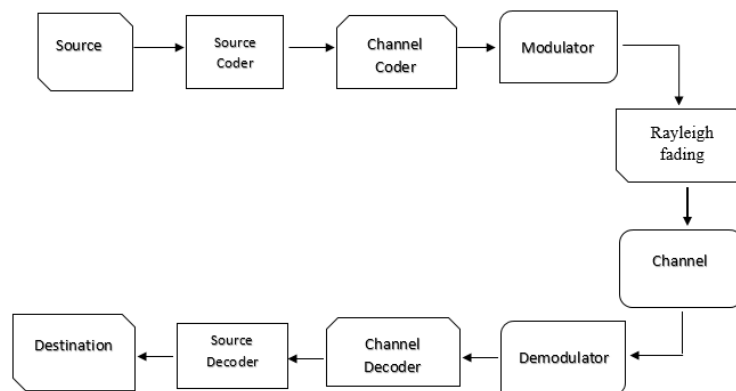 Source
Source
Coder
Channel
Coder
Modulator
Rayleigh
fading
Channel
Demodulator
Channel
Decoder
Source
Decoder
Destination